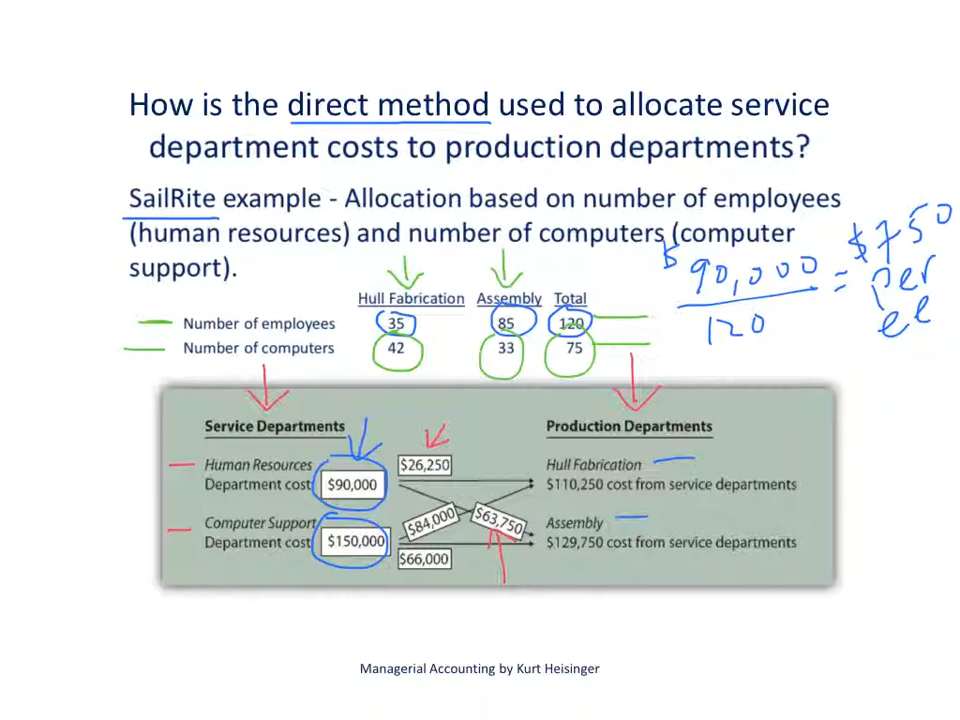 How is the direct method used to allocate service
department costs to production departments?
SailRite example - Allocation based on number of employees
(human resources) and number of computers (computer
support).
$90,000 / 120 = $750 per ee
Hull Fabrication Assembly Total
Number of employees 35 85 120
Number of computers 42 33 75
Service Departments Production Departments
Human Resources $26,250 Hull Fabrication
Department cost $90,000 $110,250 cost from service departments
$84,000 $63,750
Computer Support Assembly
Department cost $150,000 $129,750 cost from service departments
$66,000
Managerial Accounting by Kurt Heisinger